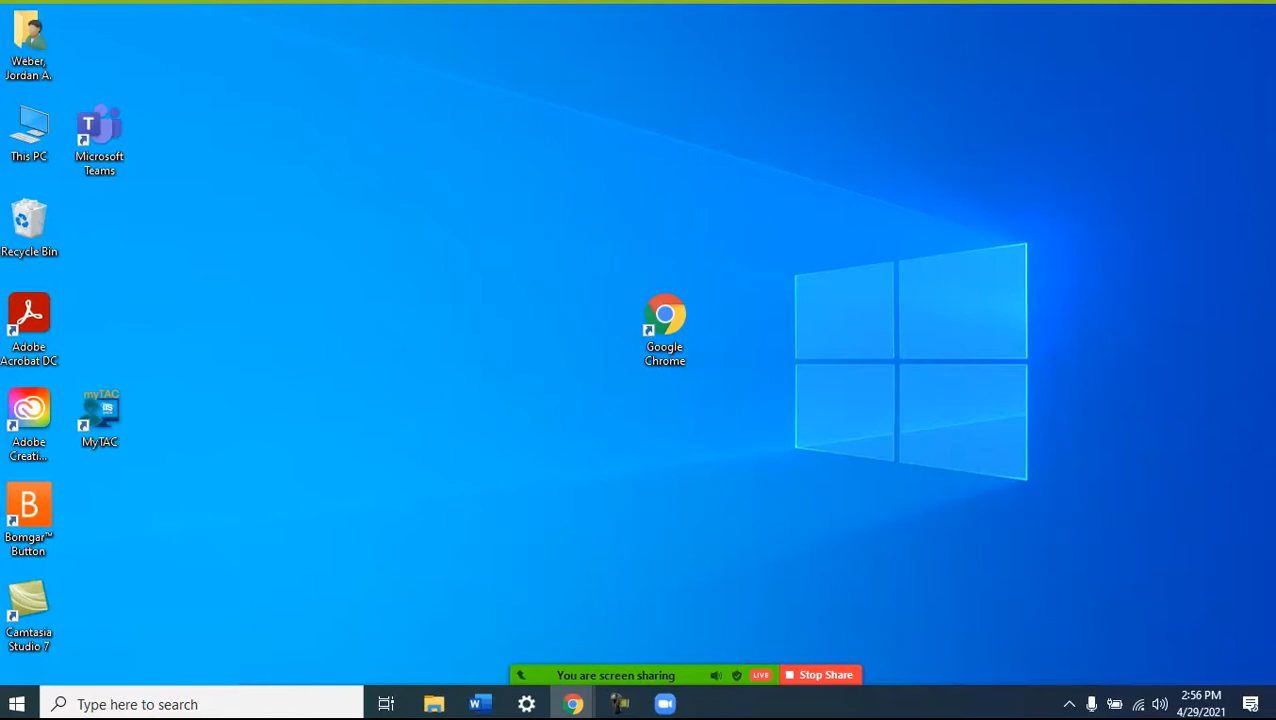 Weber,
Jordan A.
This PC
T
Microsoft
Teams
Recycle Bin
Adobe
Acrobat DC
Adobe
Creati...
myTAC
MyTAC
B
Bomgar™
Button
Camtasia
Studio 7
Google
Chrome
You are screen sharing
LIVE
Stop Share
Type here to search
W
2:56 PM
4/29/2021